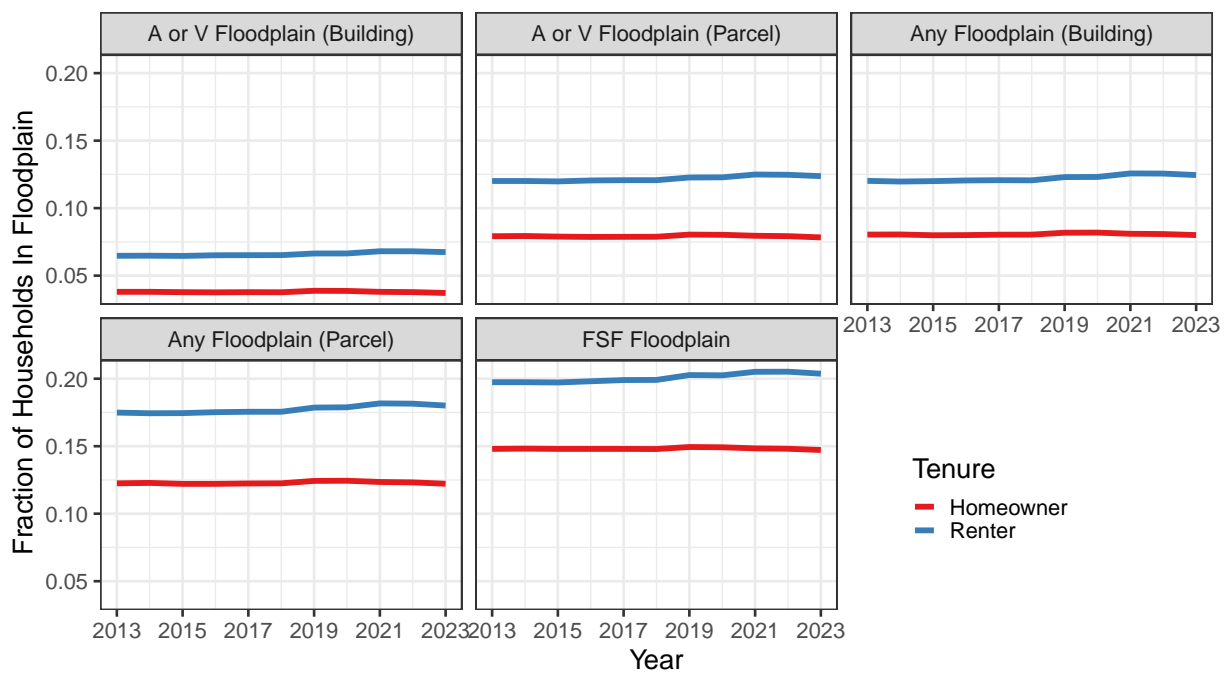 A or V Floodplain (Building)
A or V Floodplain (Parcel)
Any Floodplain (Building)
0.20
0.15
0.10
0.05
2013 2015 2017 2019 2021 2023
Any Floodplain (Parcel)
FSF Floodplain
0.20
0.15
0.10
0.05
2013 2015 2017 2019 2021 2023
2013 2015 2017 2019 2021 2023
Year
Fraction of Households In Floodplain
Tenure
Homeowner
Renter